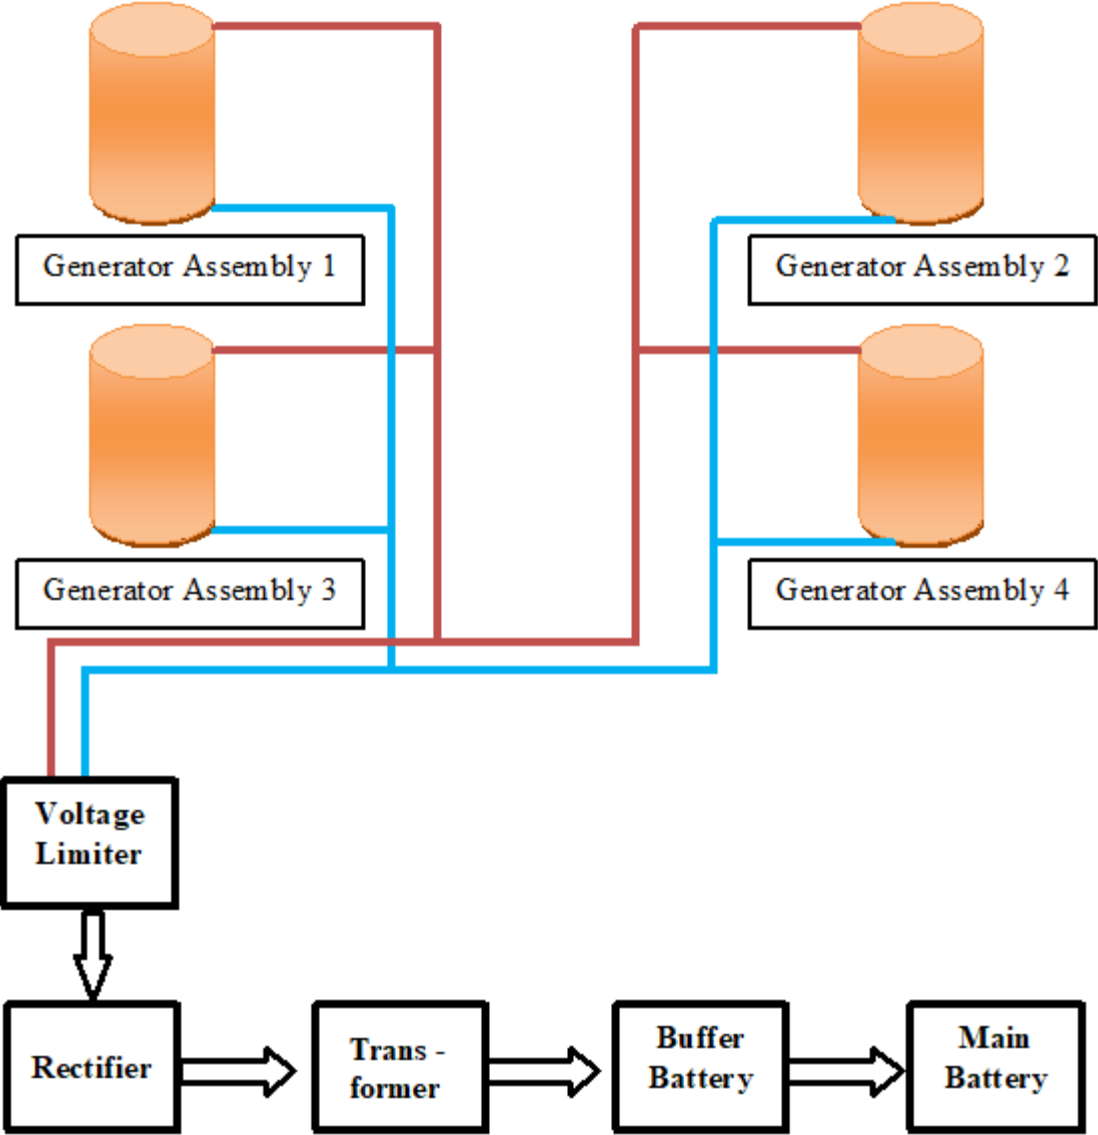 Generator Assembly 1
Generator Assembly 2
Generator Assembly 3
Generator Assembly 4
Voltage
Limiter
Rectifier
Trans -
former
Buffer
Battery
Main
Battery